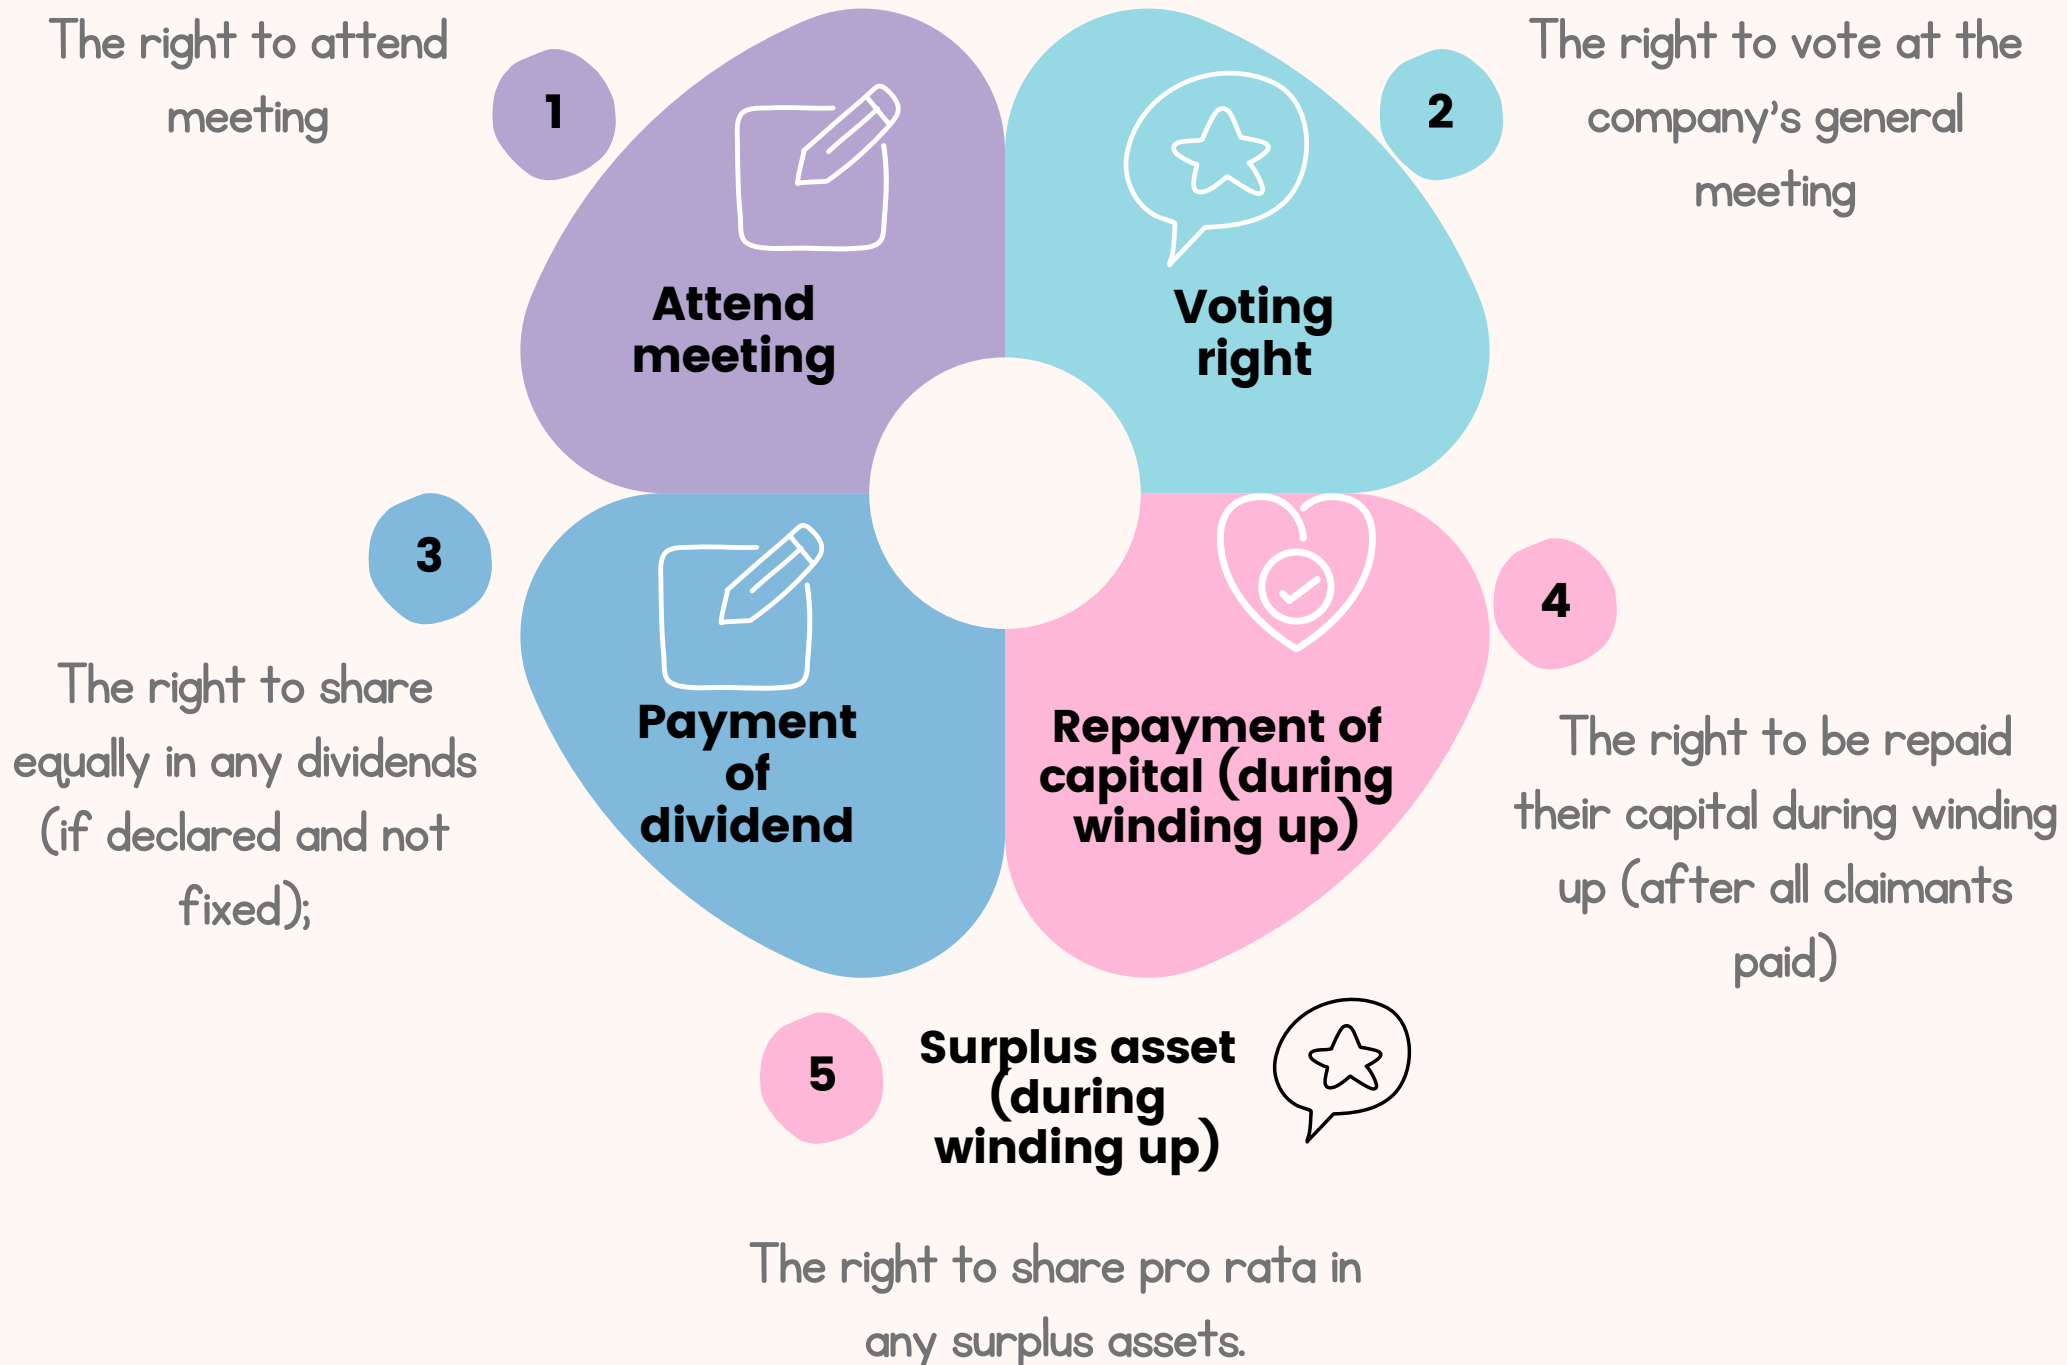 The right to attend
meeting
1
Attend
meeting
2
Voting
right
The right to vote at the
company's general
meeting
3
The right to share
equally in any dividends
(if declared and not
fixed);
Payment
of
dividend
4
Repayment of
capital (during
winding up)
The right to be repaid
their capital during winding
up (after all claimants
paid)
5
Surplus asset
(during
winding up)
The right to share pro rata in
any surplus assets.